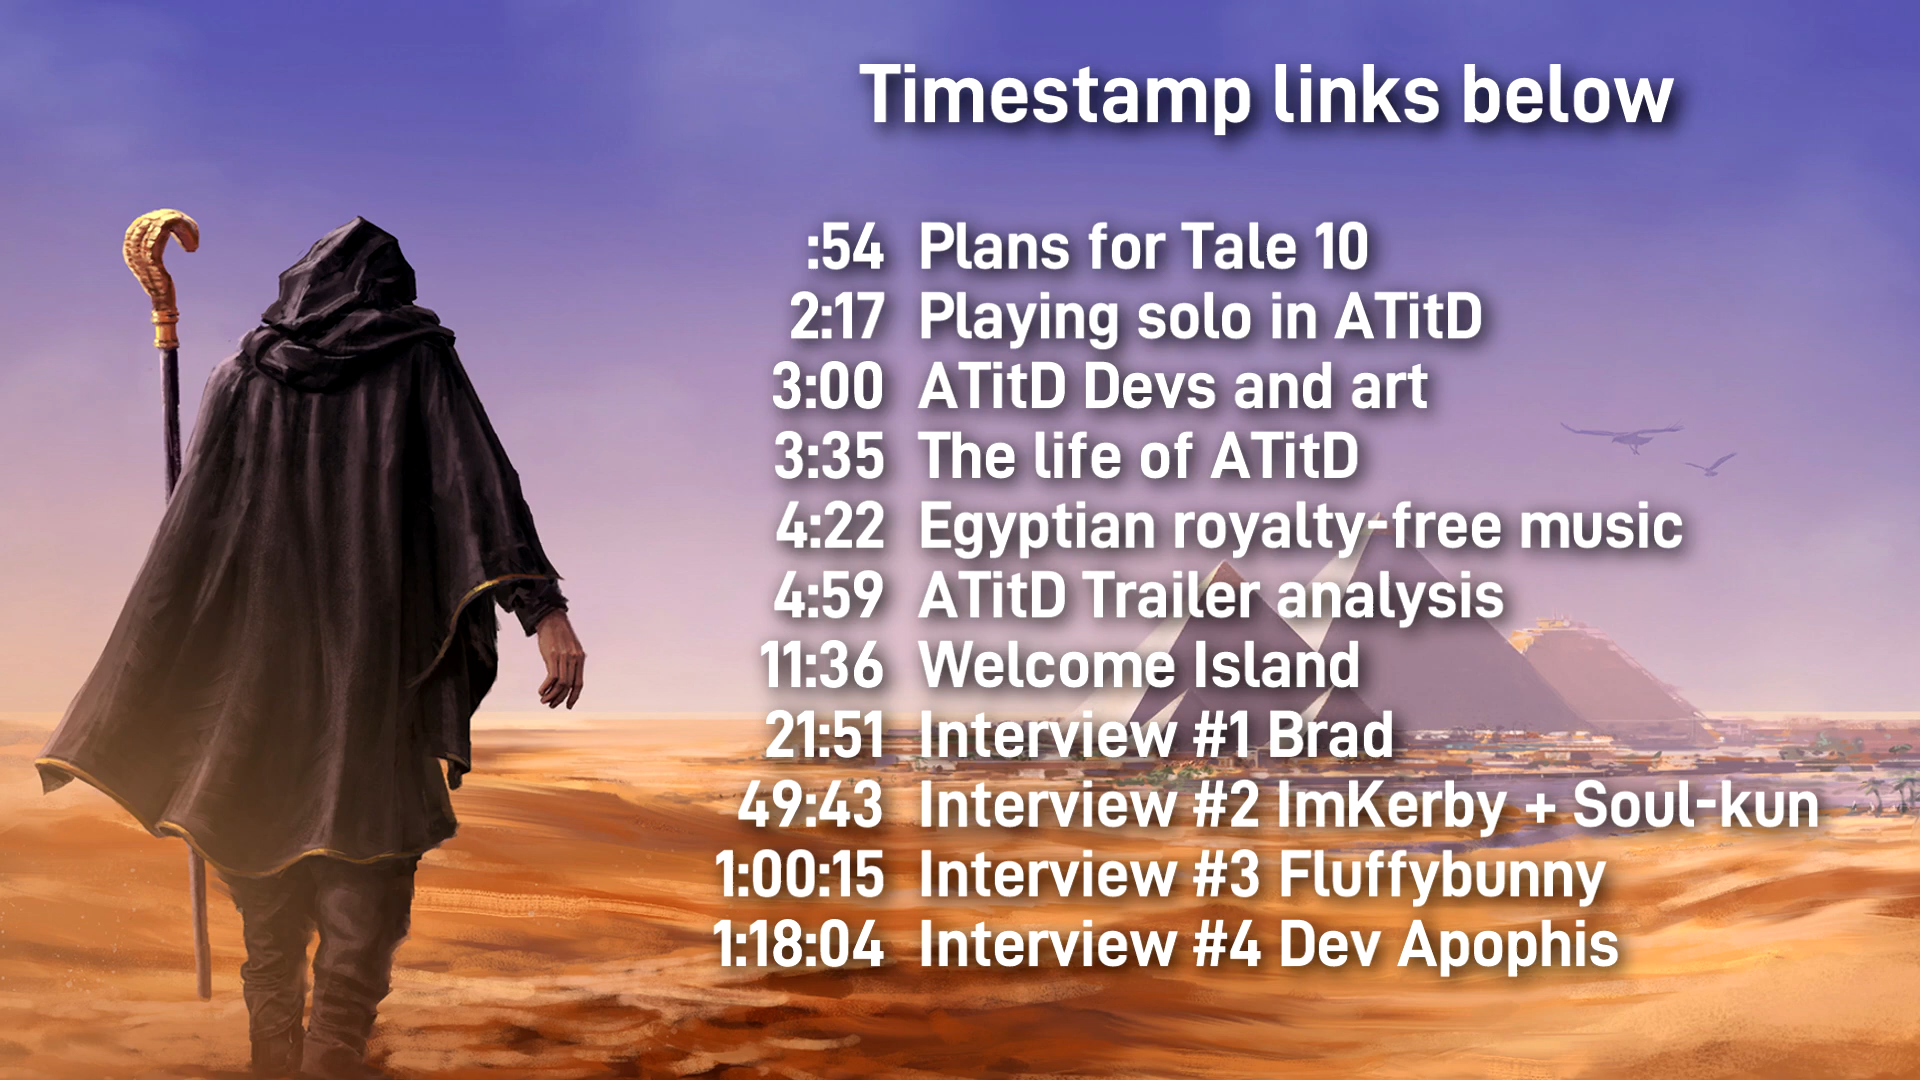 Timestamp links below
:54 Plans for Tale 10
2:17 Playing solo in ATitD
3:00 ATitD Devs and art
3:35 The life of ATitD
4:22 Egyptian royalty-free music
4:59 ATitD Trailer analysis
11:36 Welcome Island
21:51 Interview #1 Brad
49:43 Interview #2 ImKerby + Soul-kun
1:00:15 Interview #3 Fluffybunny
1:18:04 Interview #4 Dev Apophis